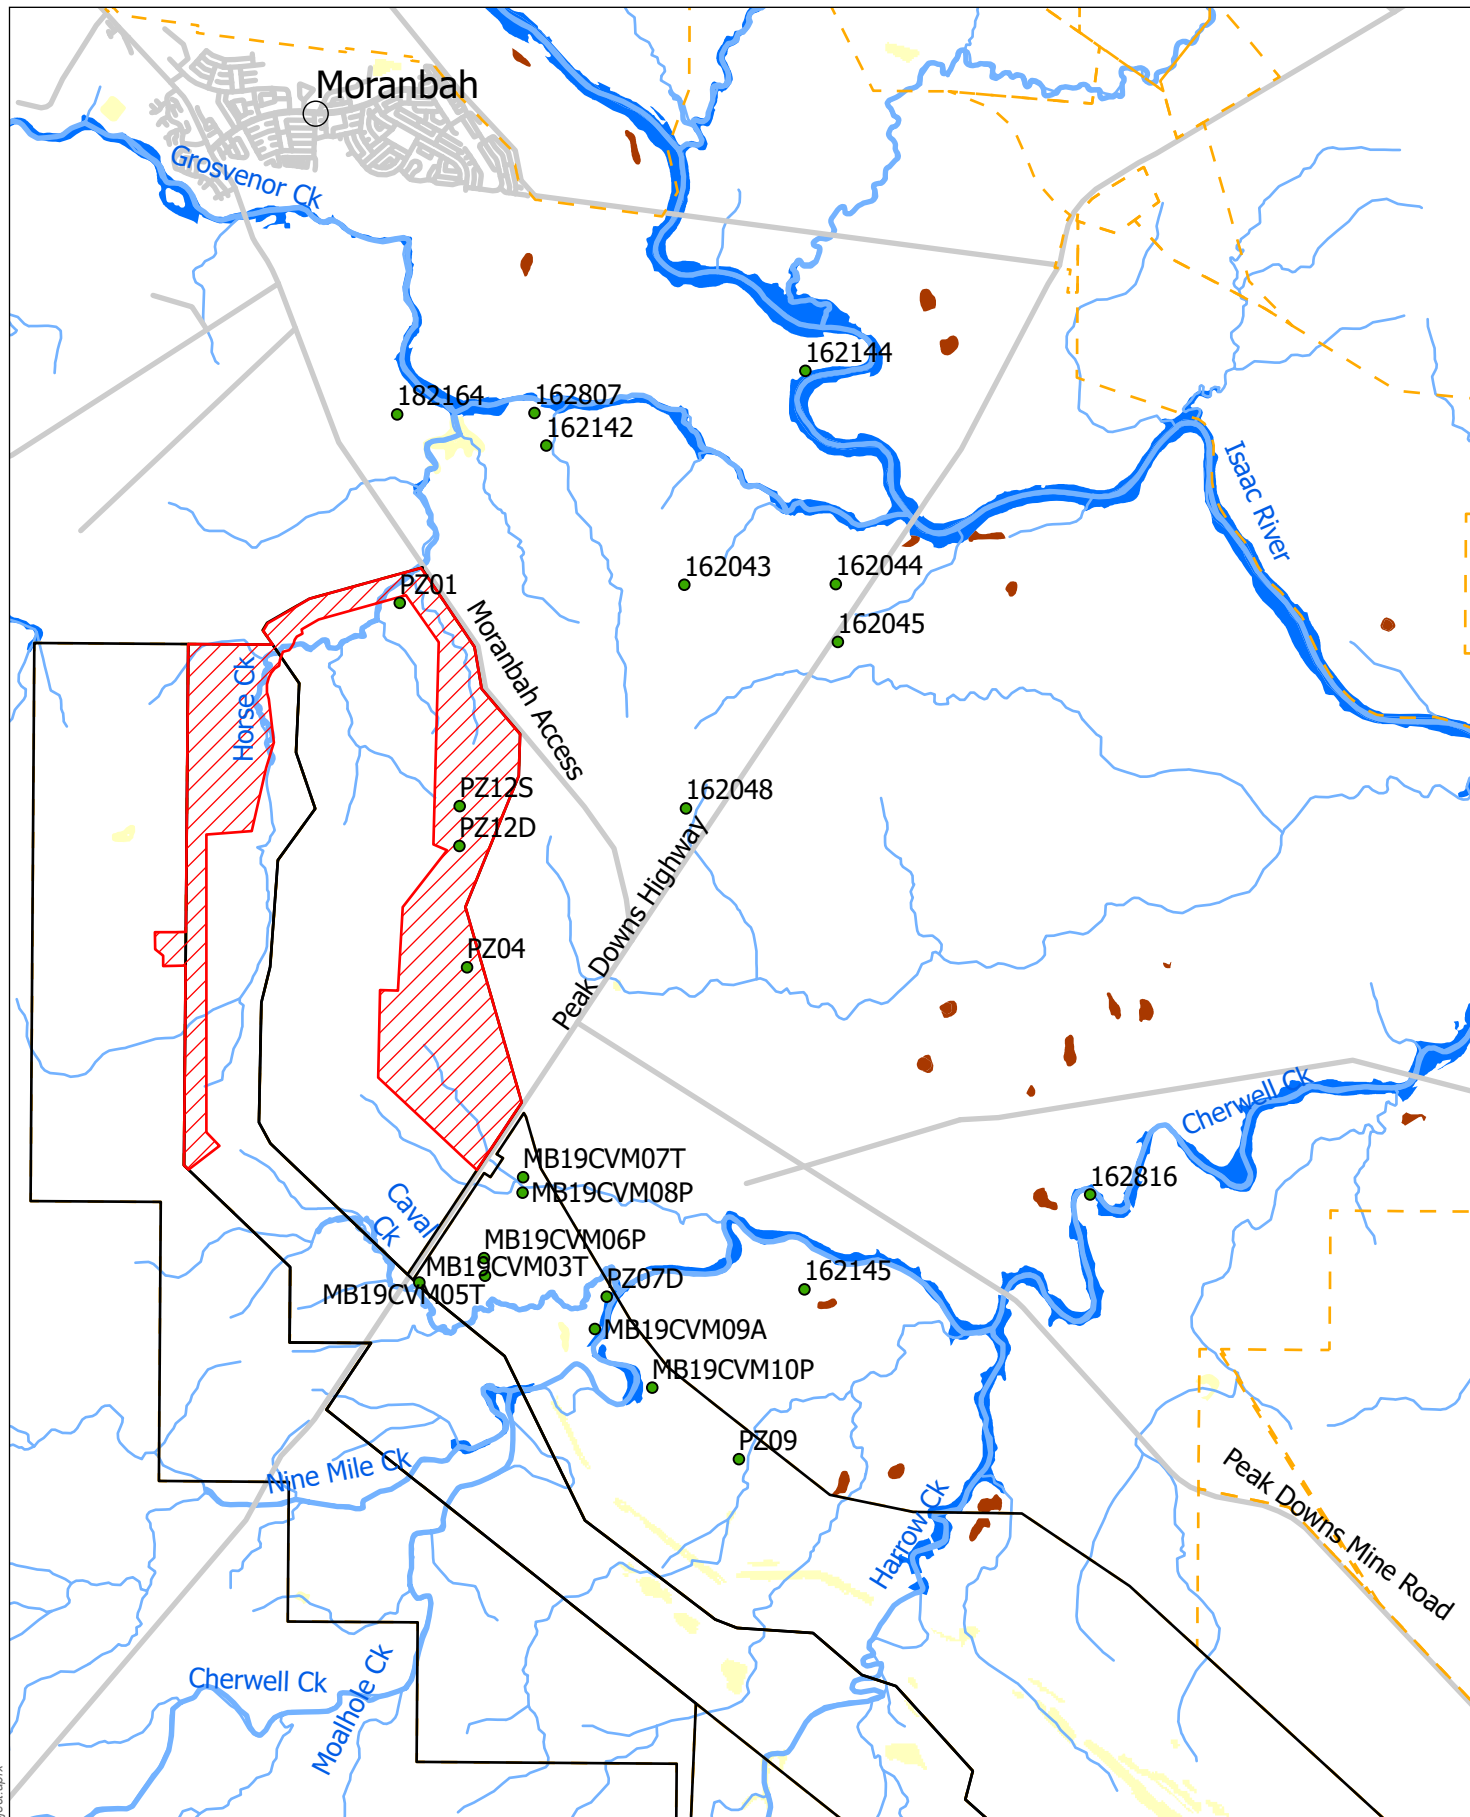 Moranbah
Grosvenor Ck
162144
182164
162807
162142
Isaac River
162043
162044
PZ01
Moranbah Access
162045
Horse Ck
PZ12S
162048
PZ12D
Peak Downs Highway
PZ04
Cherwell Ck
MB19CVM07T
162816
MB19CVM08P
Caval
Ck
MB19CVM06P
MB19CVM03T
162145
PZ07D
MB19CVM05T
MB19CVM09A
MB19CVM10P
PZ09
Nine Mile Ck
Peak Downs Mine Road
Harrow Ck
Cherwell Ck
Moalhole Ck